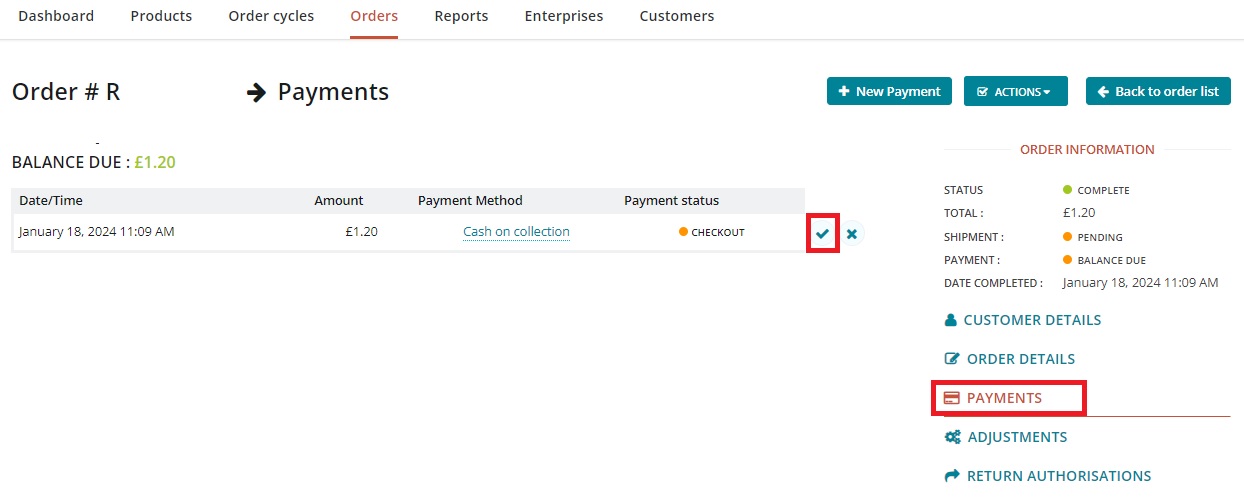 Dashboard Products Order cycles Orders Reports Enterprises Customers
Order # R Payments
New Payment ACTIONS Back to order list
BALANCE DUE : £1.20
Date/Time Amount Payment Method Payment status
January 18, 2024 11:09 AM £1.20 Cash on collection CHECKOUT
ORDER INFORMATION
STATUS COMPLETE
TOTAL : £1.20
SHIPMENT : PENDING
PAYMENT : BALANCE DUE
DATE COMPLETED : January 18, 2024 11:09 AM
CUSTOMER DETAILS
ORDER DETAILS
PAYMENTS
ADJUSTMENTS
RETURN AUTHORISATIONS